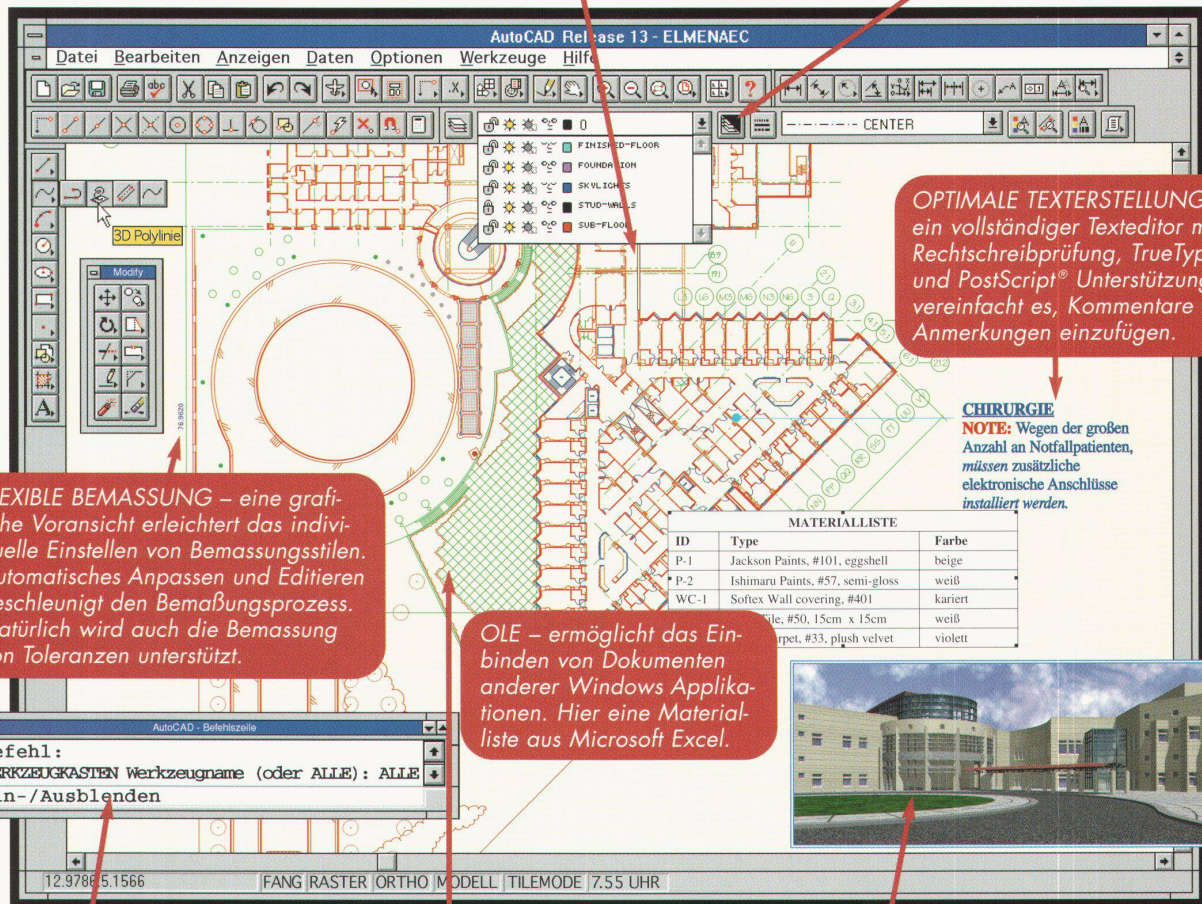 AutoCAD Release 13 - ELMENAEC
Datei Bearbeiten Anzeigen Daten Optionen Werkzeuge Hilfe
abc
?
0
CENTER
FINISHED-FLOOR
FOUNDATION
SKYLIGHTS
STUD-WALLS
SUB-FLOOR
3D Polylinie
Modify
A
76.9620
OPTIMALE TEXTERSTELLUNG
ein vollständiger Texteditor m
Rechtschreibprüfung, TrueTyp
und PostScript® Unterstützung
vereinfacht es, Kommentare
Anmerkungen einzufügen.
CHIRURGIE
NOTE: Wegen der großen
Anzahl an Notfallpatienten,
müssen zusätzliche
elektronische Anschlüsse
installiert werden.
EXIBLE BEMASSUNG – eine grafi-
che Voransicht erleichtert das indivi-
uelle Einstellen von Bemassungsstilen.
utomatisches Anpassen und Editieren
eschleunigt den Bemaßungsprozess.
atürlich wird auch die Bemassung
on Toleranzen unterstützt.
MATERIALLISTE
ID Type Farbe
P-1 Jackson Paints, #101, eggshell beige
P-2 Ishimaru Paints, #57, semi-gloss weiß
WC-1 Softex Wall covering, #401 kariert
ile, #50, 15cm x 15cm weiß
rpet, #33, plush velvet violett
OLE – ermöglicht das Ein-
binden von Dokumenten
anderer Windows Applika-
tionen. Hier eine Material-
liste aus Microsoft Excel.
AutoCAD - Befehlszeile
efehl:
ERKZEUGKASTEN Werkzeugname (oder ALLE): ALLE
in-/Ausblenden
12.9786,5.1566 FANG RASTER ORTHO MODELL TILEMODE 7.55 UHR